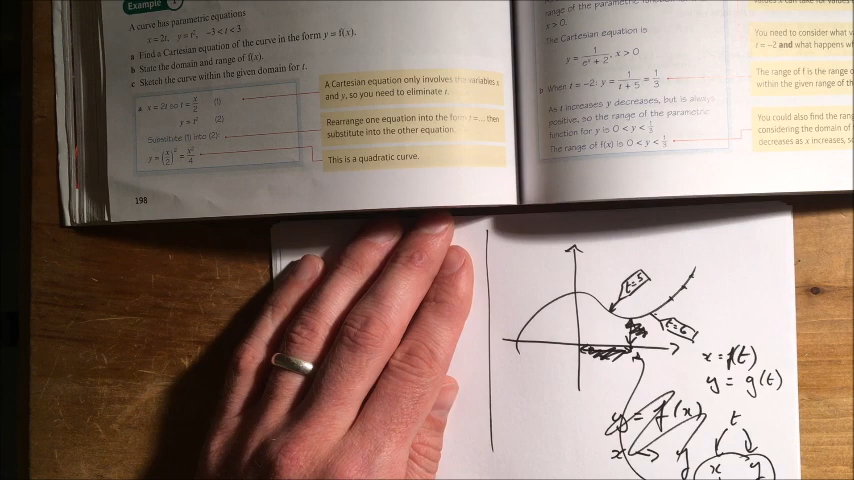 Example 1
A curve has parametric equations
x = 2t, y = t², −3 < t < 3
a Find a Cartesian equation of the curve in the form y = f(x).
b State the domain and range of f(x).
c Sketch the curve within the given domain for t.
a x = 2t so t = x/2 (1)
y = t² (2)
Substitute (1) into (2):
y = (x/2)² = x²/4
A Cartesian equation only involves the variables x
and y, so you need to eliminate t.
Rearrange one equation into the form t = ... then
substitute into the other equation.
This is a quadratic curve.
198
range of the parametric
x > 0.
The Cartesian equation is
y = 1/(eˣ + 2), x > 0
b When t = −2: y = 1/(t + 5) = 1/3
As t increases y decreases, but is always
positive, so the range of the parametric
function for y is 0 < y < 1/3
The range of f(x) is 0 < y < 1/3
You need to consider what
t = −2 and what happens
The range of f is the range
within the given range of
You could also find the
considering the domain of
decreases as x increases,
t=5
t=6
x = f(t)
y = g(t)
y = f(x)
x → y
t
x y